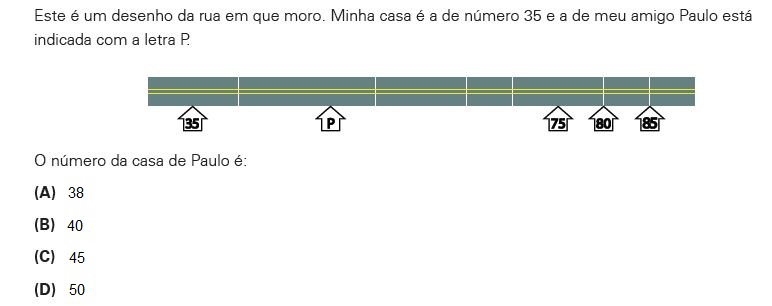 Este é um desenho da rua em que moro. Minha casa é a de número 35 e a de meu amigo Paulo está
indicada com a letra P.
35 P 75 80 85
O número da casa de Paulo é:
(A) 38
(B) 40
(C) 45
(D) 50